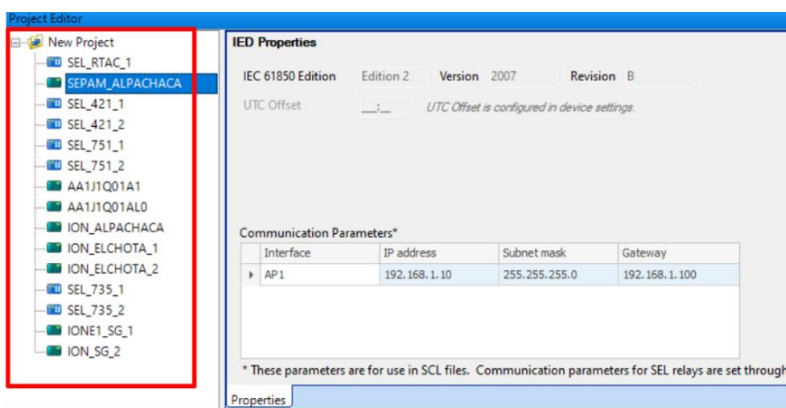 Project Editor
New Project
SEL_RTAC_1
SEPAM_ALPACHACA
SEL_421_1
SEL_421_2
SEL_751_1
SEL_751_2
AA1J1Q01A1
AA1J1Q01AL0
ION_ALPACHACA
ION_ELCHOTA_1
ION_ELCHOTA_2
SEL_735_1
SEL_735_2
IONE1_SG_1
ION_SG_2
IED Properties
IEC 61850 Edition Edition 2 Version 2007 Revision B
UTC Offset __:__ UTC Offset is configured in device settings.
Communication Parameters*
Interface IP address Subnet mask Gateway
AP1 192.168.1.10 255.255.255.0 192.168.1.100
* These parameters are for use in SCL files. Communication parameters for SEL relays are set through
Properties